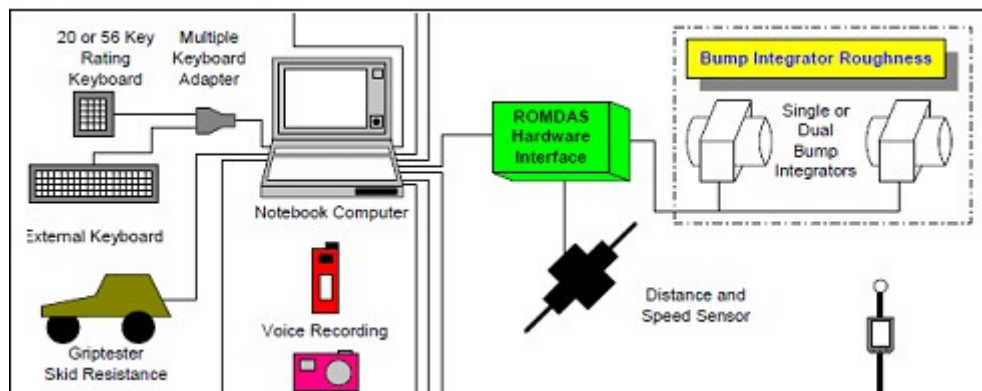 20 or 56 Key
Rating
Keyboard
Multiple
Keyboard
Adapter
Bump Integrator Roughness
ROMDAS
Hardware
Interface
Single or
Dual
Bump
Integrators
Notebook Computer
External Keyboard
Distance and
Speed Sensor
Voice Recording
Griptester
Skid Resistance